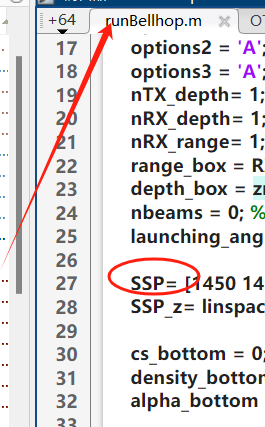 +64 runBellhop.m
17 options2 = 'A';
18 options3 = 'A';
19 nTX_depth= 1;
20 nRX_depth= 1;
21 nRX_range= 1;
22 range_box = R
23 depth_box =
24 nbeams = 0; %
25 launching_ang
26
27 SSP= [1450 14
28 SSP_z= linspac
29
30 cs_bottom = 0;
31 density_bottom
32 alpha_bottom